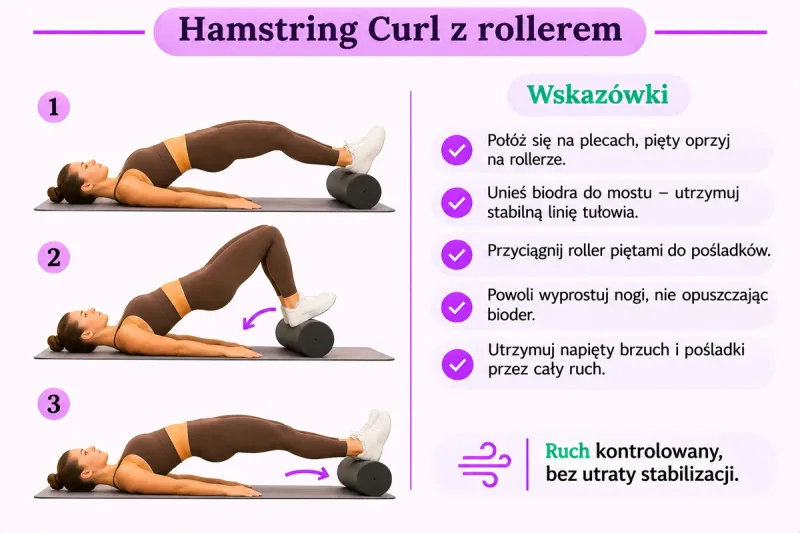 Hamstring Curl z rollerem
1
2
3
Wskazówki
Połóż się na plecach, pięty oprzyj
na rollerze.
Unieś biodra do mostu – utrzymuj
stabilną linię tułowia.
Przyciągnij roller piętami do pośladków.
Powoli wyprostuj nogi, nie opuszczając
bioder.
Utrzymuj napięty brzuch i pośladki
przez cały ruch.
Ruch kontrolowany,
bez utraty stabilizacji.